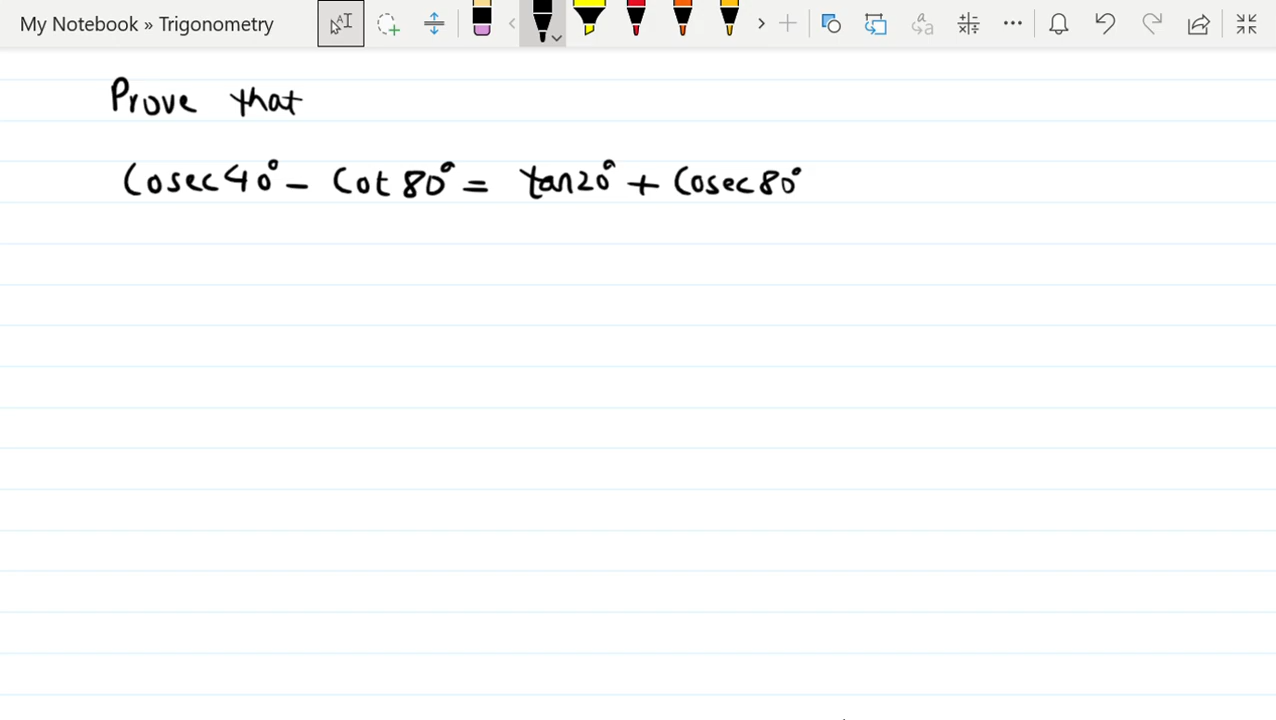 My Notebook » Trigonometry
Prove that
Cosec40° - Cot 80° = tan20° + Cosec80°